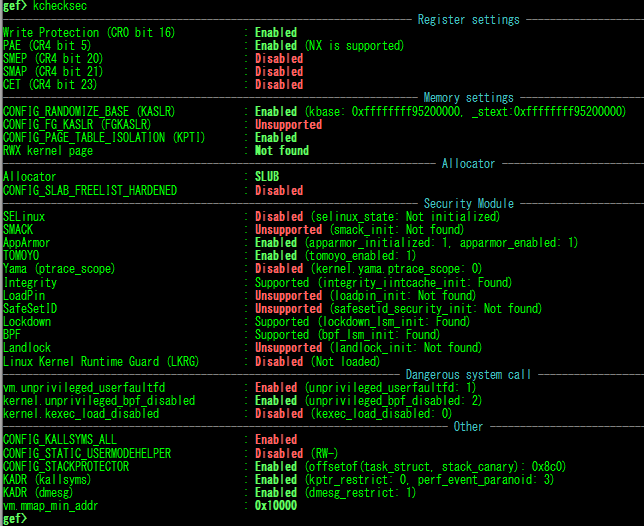 gef> kchecksec
Register settings
Write Protection (CR0 bit 16) : Enabled
PAE (CR4 bit 5) : Enabled (NX is supported)
SMEP (CR4 bit 20) : Disabled
SMAP (CR4 bit 21) : Disabled
CET (CR4 bit 23) : Disabled
Memory settings
CONFIG_RANDOMIZE_BASE (KASLR) : Enabled (kbase: 0xffffffff95200000, _stext:0xffffffff95200000)
CONFIG_FG_KASLR (FGKASLR) : Unsupported
CONFIG_PAGE_TABLE_ISOLATION (KPTI) : Enabled
RWX kernel page : Not found
Allocator
Allocator : SLUB
CONFIG_SLAB_FREELIST_HARDENED : Disabled
Security Module
SELinux : Disabled (selinux_state: Not initialized)
SMACK : Unsupported (smack_init: Not found)
AppArmor : Enabled (apparmor_initialized: 1, apparmor_enabled: 1)
TOMOYO : Enabled (tomoyo_enabled: 1)
Yama (ptrace_scope) : Disabled (kernel.yama.ptrace_scope: 0)
Integrity : Supported (integrity_iintcache_init: Found)
LoadPin : Unsupported (loadpin_init: Not found)
SafeSetID : Unsupported (safesetid_security_init: Not found)
Lockdown : Supported (lockdown_lsm_init: Found)
BPF : Supported (bpf_lsm_init: Found)
Landlock : Unsupported (landlock_init: Not found)
Linux Kernel Runtime Guard (LKRG) : Disabled (Not loaded)
Dangerous system call
vm.unprivileged_userfaultfd : Enabled (unprivileged_userfaultfd: 1)
kernel.unprivileged_bpf_disabled : Enabled (unprivileged_bpf_disabled: 2)
kernel.kexec_load_disabled : Disabled (kexec_load_disabled: 0)
Other
CONFIG_KALLSYMS_ALL : Enabled
CONFIG_STATIC_USERMODEHELPER : Disabled (RW-)
CONFIG_STACKPROTECTOR : Enabled (offsetof(task_struct, stack_canary): 0x8c0)
KADR (kallsyms) : Enabled (kptr_restrict: 0, perf_event_paranoid: 3)
KADR (dmesg) : Enabled (dmesg_restrict: 1)
vm.mmap_min_addr : 0x10000
gef>